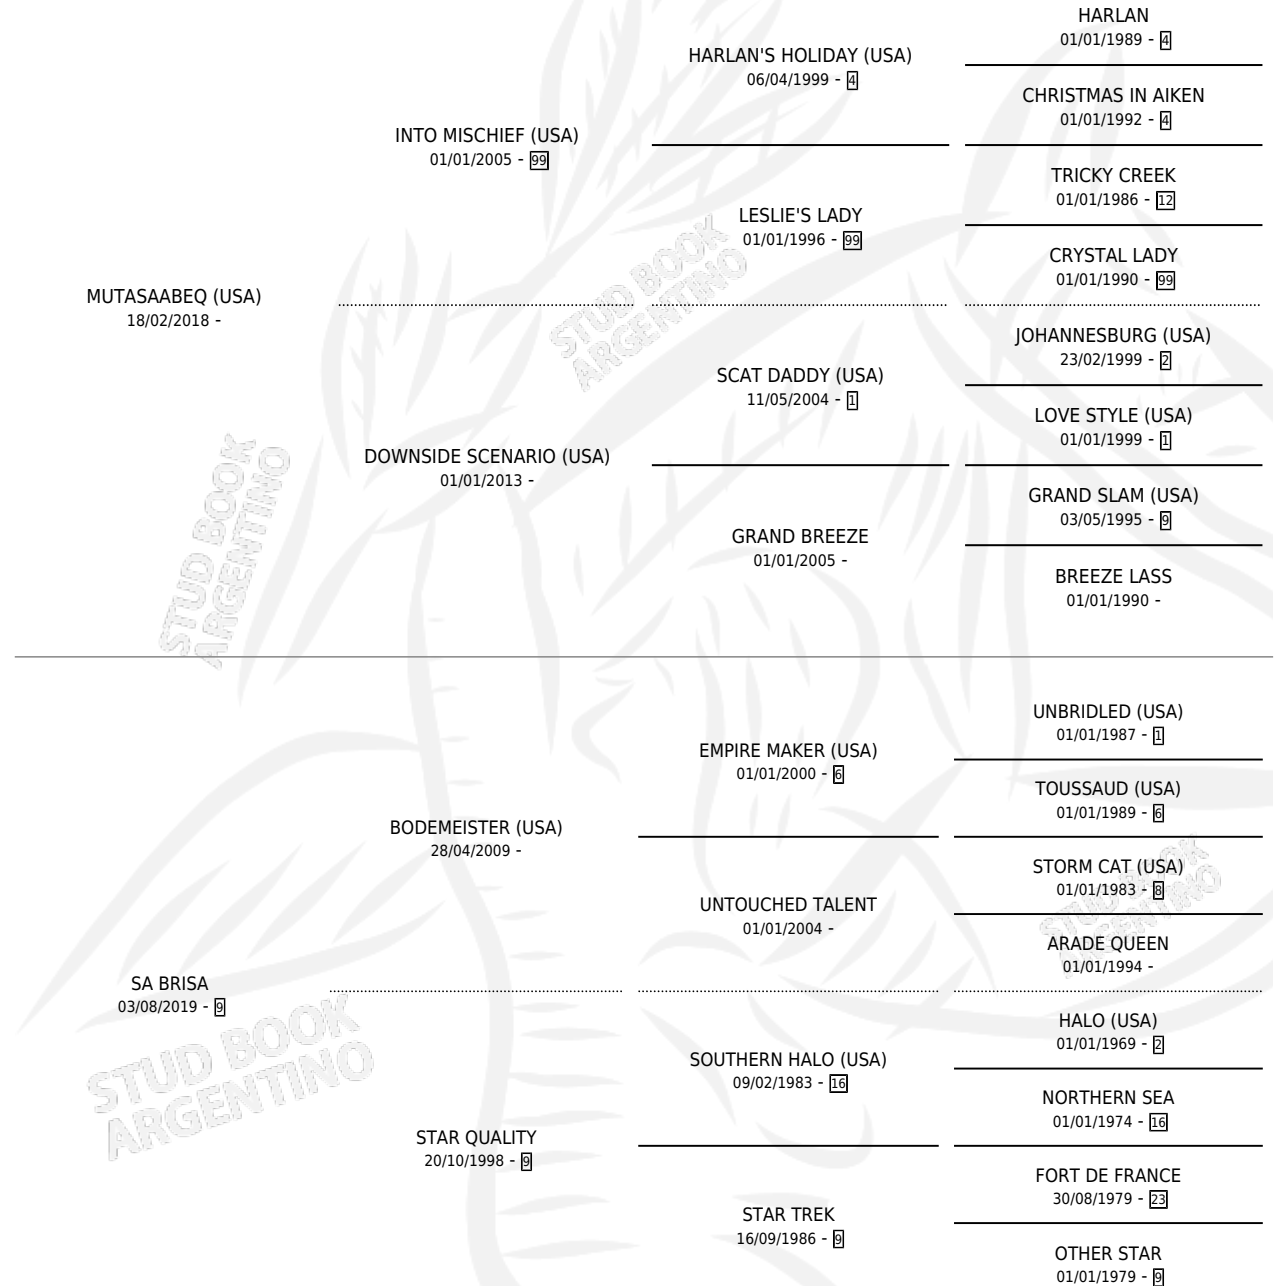 HARLAN
01/01/1989 - 4
HARLAN'S HOLIDAY (USA)
06/04/1999 - 4
CHRISTMAS IN AIKEN
01/01/1992 - 4
INTO MISCHIEF (USA)
01/01/2005 - 99
TRICKY CREEK
01/01/1986 - 12
LESLIE'S LADY
01/01/1996 - 99
CRYSTAL LADY
01/01/1990 - 99
MUTASAABEQ (USA)
18/02/2018 -
JOHANNESBURG (USA)
23/02/1999 - 2
SCAT DADDY (USA)
11/05/2004 - 1
LOVE STYLE (USA)
01/01/1999 - 1
DOWNSIDE SCENARIO (USA)
01/01/2013 -
GRAND SLAM (USA)
03/05/1995 - 9
GRAND BREEZE
01/01/2005 -
BREEZE LASS
01/01/1990 -
UNBRIDLED (USA)
01/01/1987 - 1
EMPIRE MAKER (USA)
01/01/2000 - 6
TOUSSAUD (USA)
01/01/1989 - 6
BODEMEISTER (USA)
28/04/2009 -
STORM CAT (USA)
01/01/1983 - 8
UNTOUCHED TALENT
01/01/2004 -
ARADE QUEEN
01/01/1994 -
SA BRISA
03/08/2019 - 9
HALO (USA)
01/01/1969 - 2
SOUTHERN HALO (USA)
09/02/1983 - 16
NORTHERN SEA
01/01/1974 - 16
STAR QUALITY
20/10/1998 - 9
FORT DE FRANCE
30/08/1979 - 23
STAR TREK
16/09/1986 - 9
OTHER STAR
01/01/1979 - 9
STUD BOOK
ARGENTINO
STUD BOOK
ARGENTINO
STUD BOOK
ARGENTINO
STUD BOOK
ARGENTINO